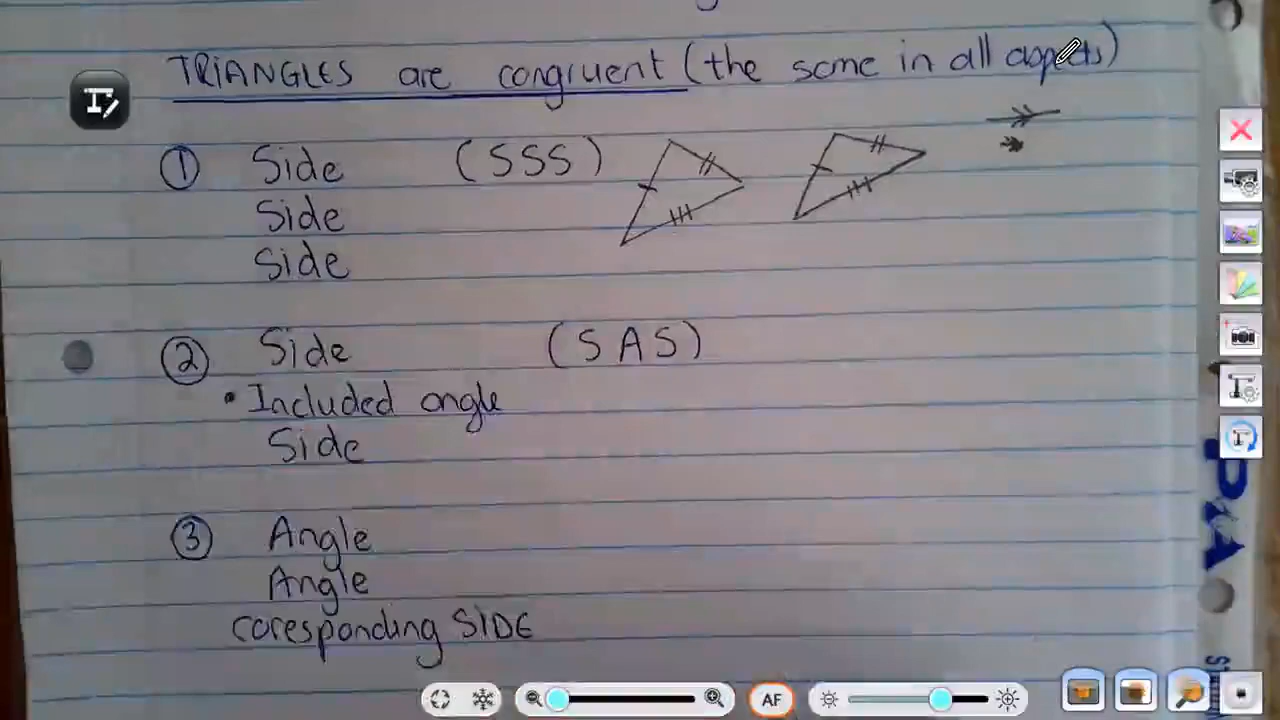 TRIANGLES are congruent (the same in all aspects)
① Side (SSS)
Side
Side
② Side (SAS)
• Included angle
Side
③ Angle
Angle
coresponding SIDE
AF